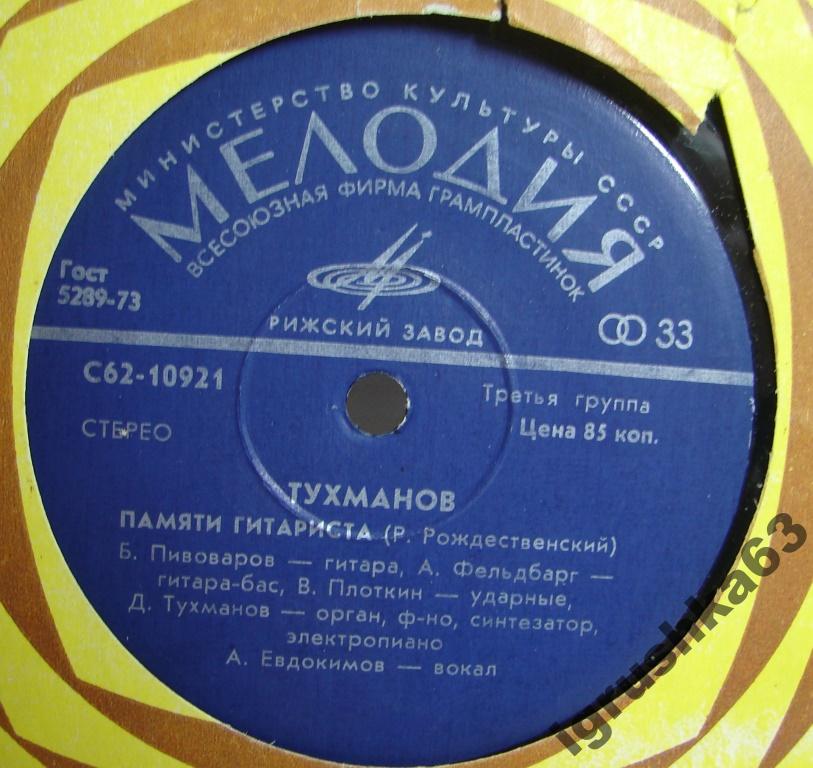 МИНИСТЕРСТВО КУЛЬТУРЫ СССР
МЕЛОДИЯ
ВСЕСОЮЗНАЯ ФИРМА ГРАМПЛАСТИНОК
Гост
5289-73
РИЖСКИЙ ЗАВОД
33
С62-10921
Третья группа
СТЕРЕО
Цена 85 коп.
ТУХМАНОВ
ПАМЯТИ ГИТАРИСТА (Р. Рождественский)
Б. Пивоваров — гитара, А. Фельдбарг —
гитара-бас, В. Плоткин — ударные,
Д. Тухманов — орган, ф-но, синтезатор,
электропиано
А. Евдокимов — вокал
igrushka63